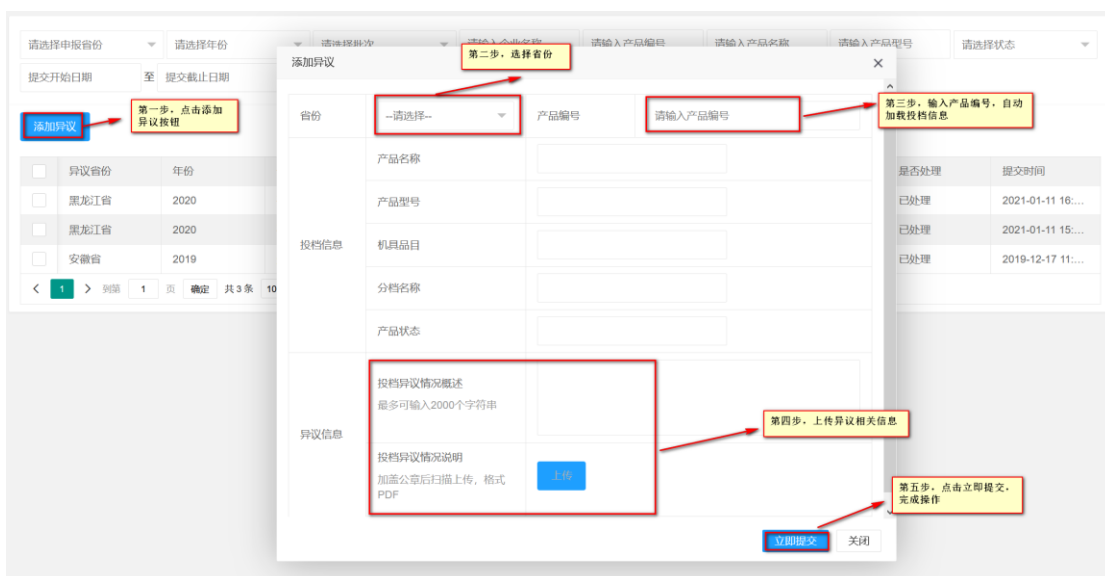 请选择申报省份 请选择年份 请选择批次 请输入企业名称 请输入产品编号 请输入产品名称 请输入产品型号 请选择状态
提交开始日期 至 提交截止日期
添加异议
第一步，点击添加
异议按钮
添加异议
第二步，选择省份
省份 --请选择-- 产品编号 请输入产品编号
第三步，输入产品编号，自动
加载投档信息
异议省份 年份 是否处理 提交时间
黑龙江省 2020 已处理 2021-01-11 16:...
黑龙江省 2020 已处理 2021-01-11 15:...
安徽省 2019 已处理 2019-12-17 11:...
1 到第 1 页 确定 共3条 10
投档信息
产品名称
产品型号
机具品目
分档名称
产品状态
异议信息
投档异议情况概述
最多可输入2000个字符串
第四步，上传异议相关信息
投档异议情况说明
加盖公章后扫描上传，格式
PDF
上传
第五步，点击立即提交，
完成操作
立即提交 关闭